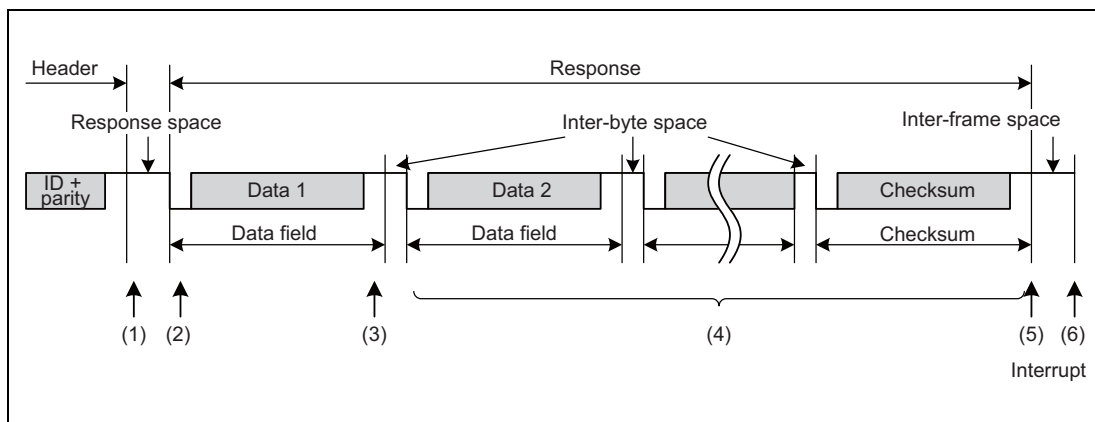 Header
Response
Response space
Inter-byte space
Inter-frame space
ID +
parity
Data 1
Data 2
Checksum
Data field
Data field
Checksum
(1)
(2)
(3)
(4)
(5)
(6)
Interrupt